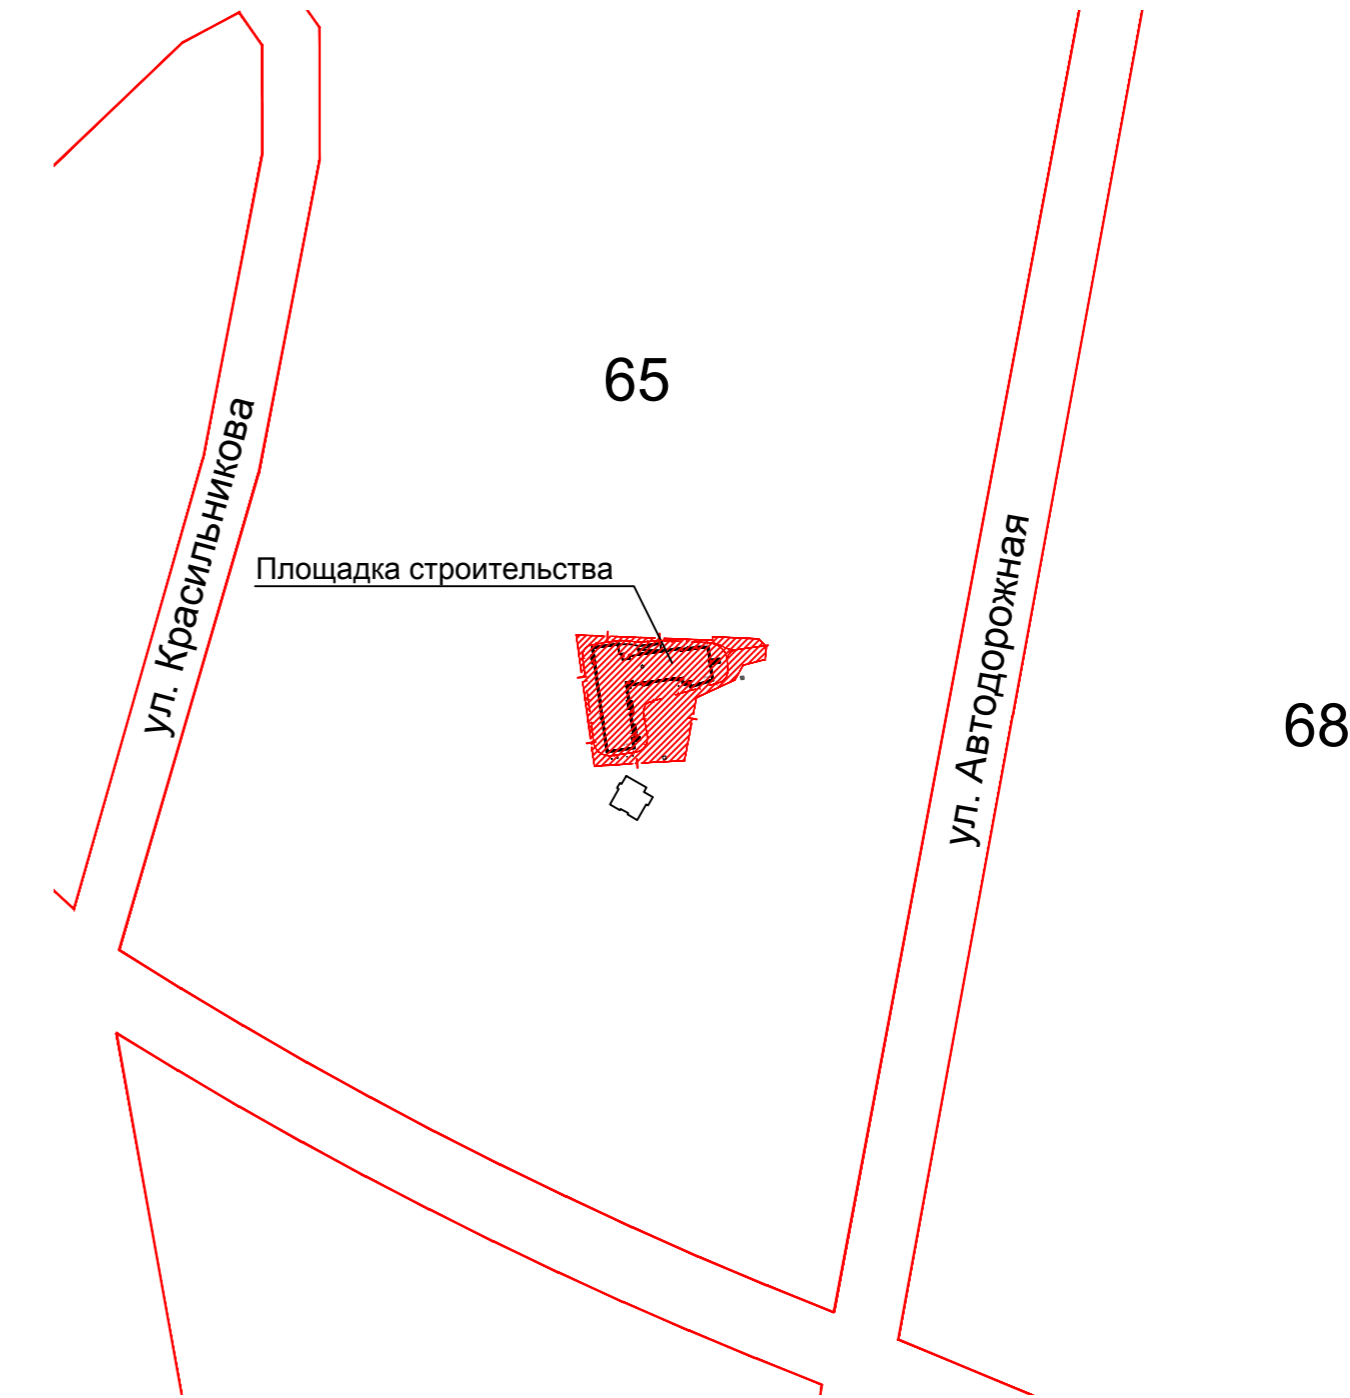 65
ул. Красильникова
Площадка строительства
ул. Автодорожная
68